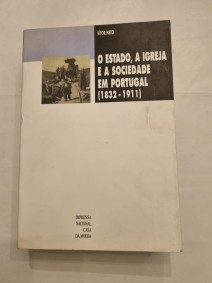 VÍTOR NETO
O ESTADO, A IGREJA
E A SOCIEDADE
EM PORTUGAL
(1832-1911)
IMPRENSA
NACIONAL
CASA
DA MOEDA